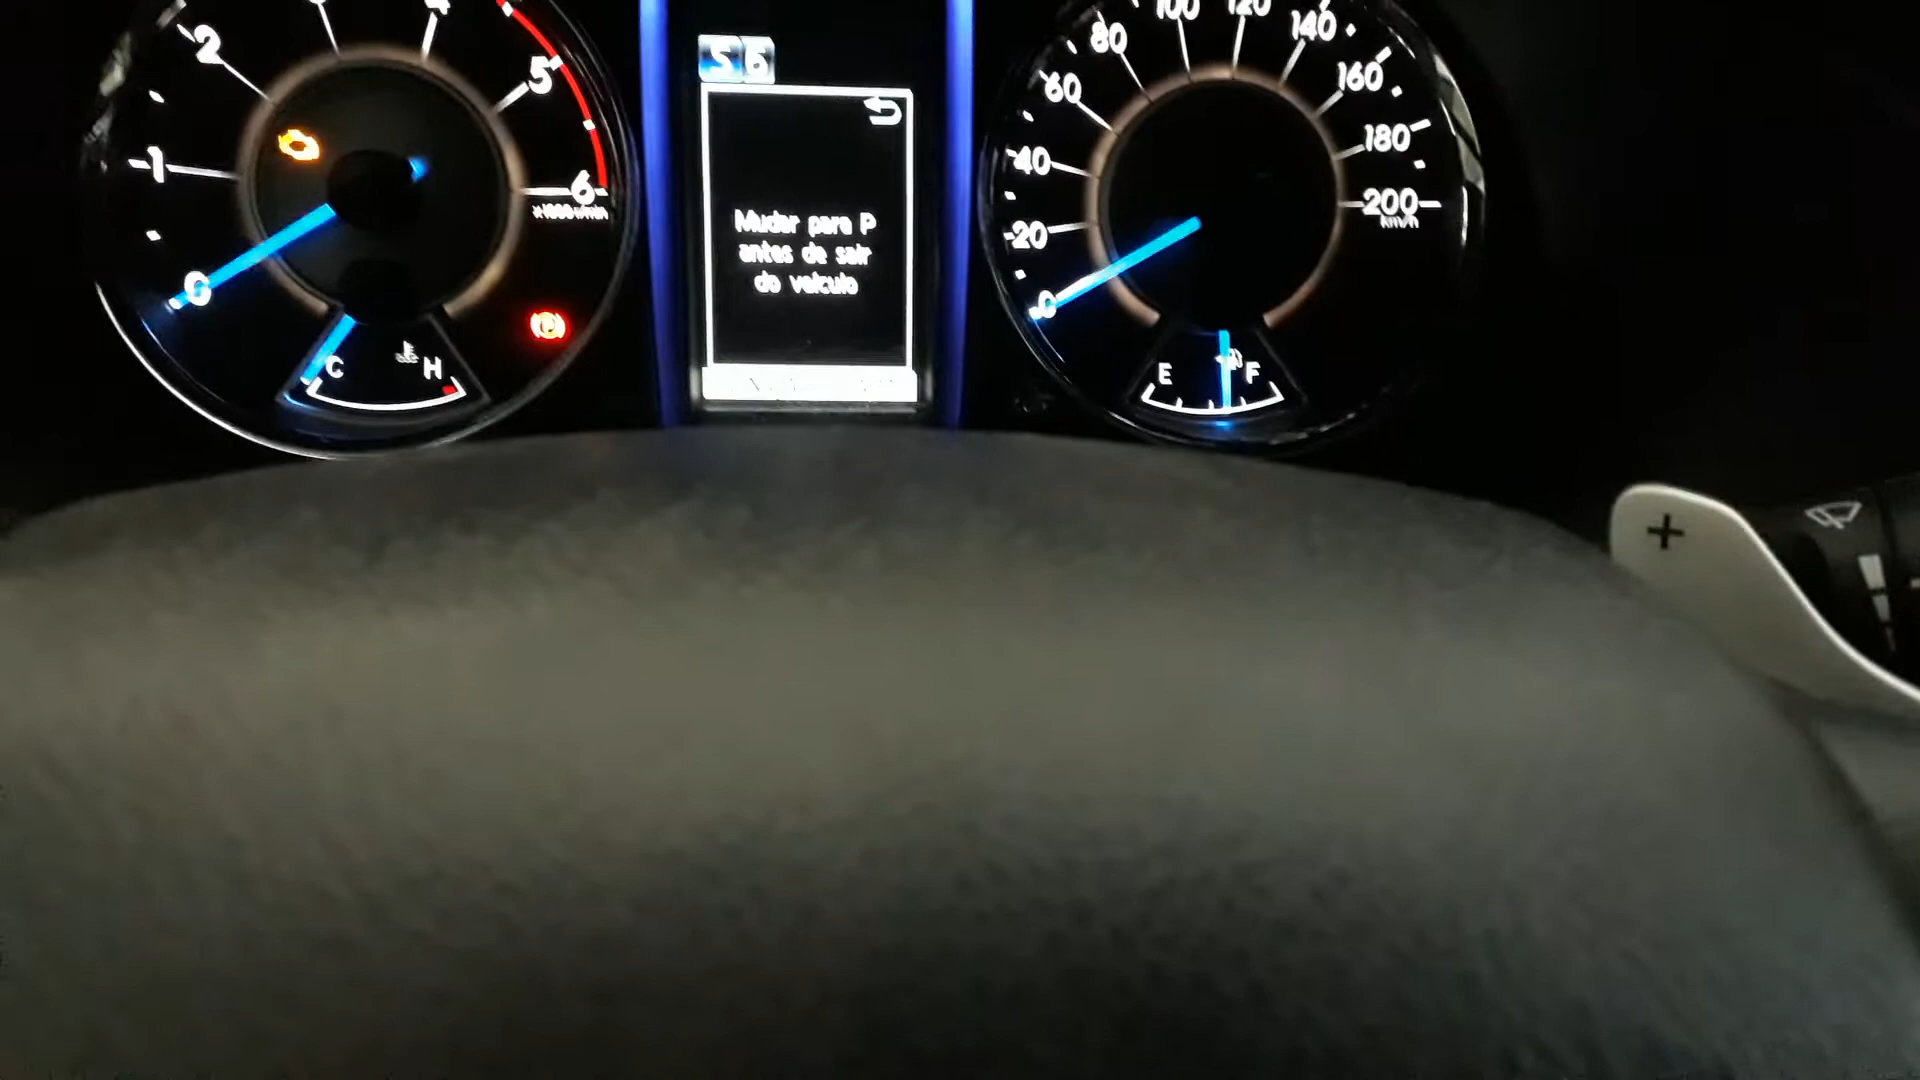 2
4
5
1
6
x1000r/min
0
C
H
S 6
Mudar para P
antes de sair
do veículo
100
120
80
140
60
160
40
180
20
200
km/h
0
E
F
+